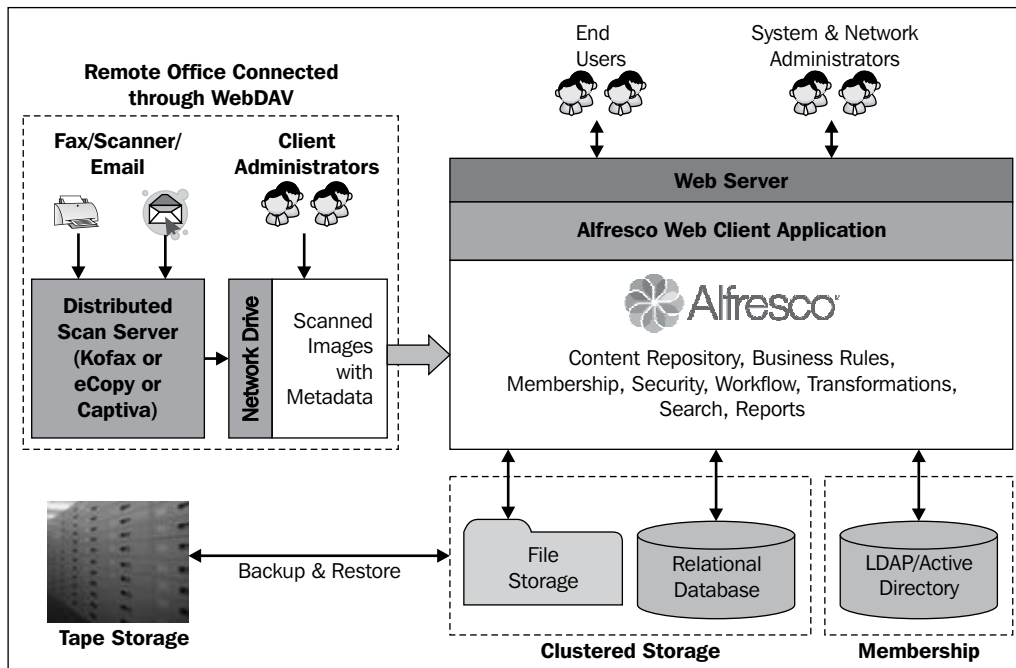 End
Users
System & Network
Administrators
Remote Office Connected
through WebDAV
Fax/Scanner/
Email
Client
Administrators
Distributed
Scan Server
(Kofax or
eCopy or
Captiva)
Network Drive
Scanned
Images
with
Metadata
Web Server
Alfresco Web Client Application
Alfresco
Content Repository, Business Rules,
Membership, Security, Workflow, Transformations,
Search, Reports
Backup & Restore
Tape Storage
File
Storage
Relational
Database
Clustered Storage
LDAP/Active
Directory
Membership